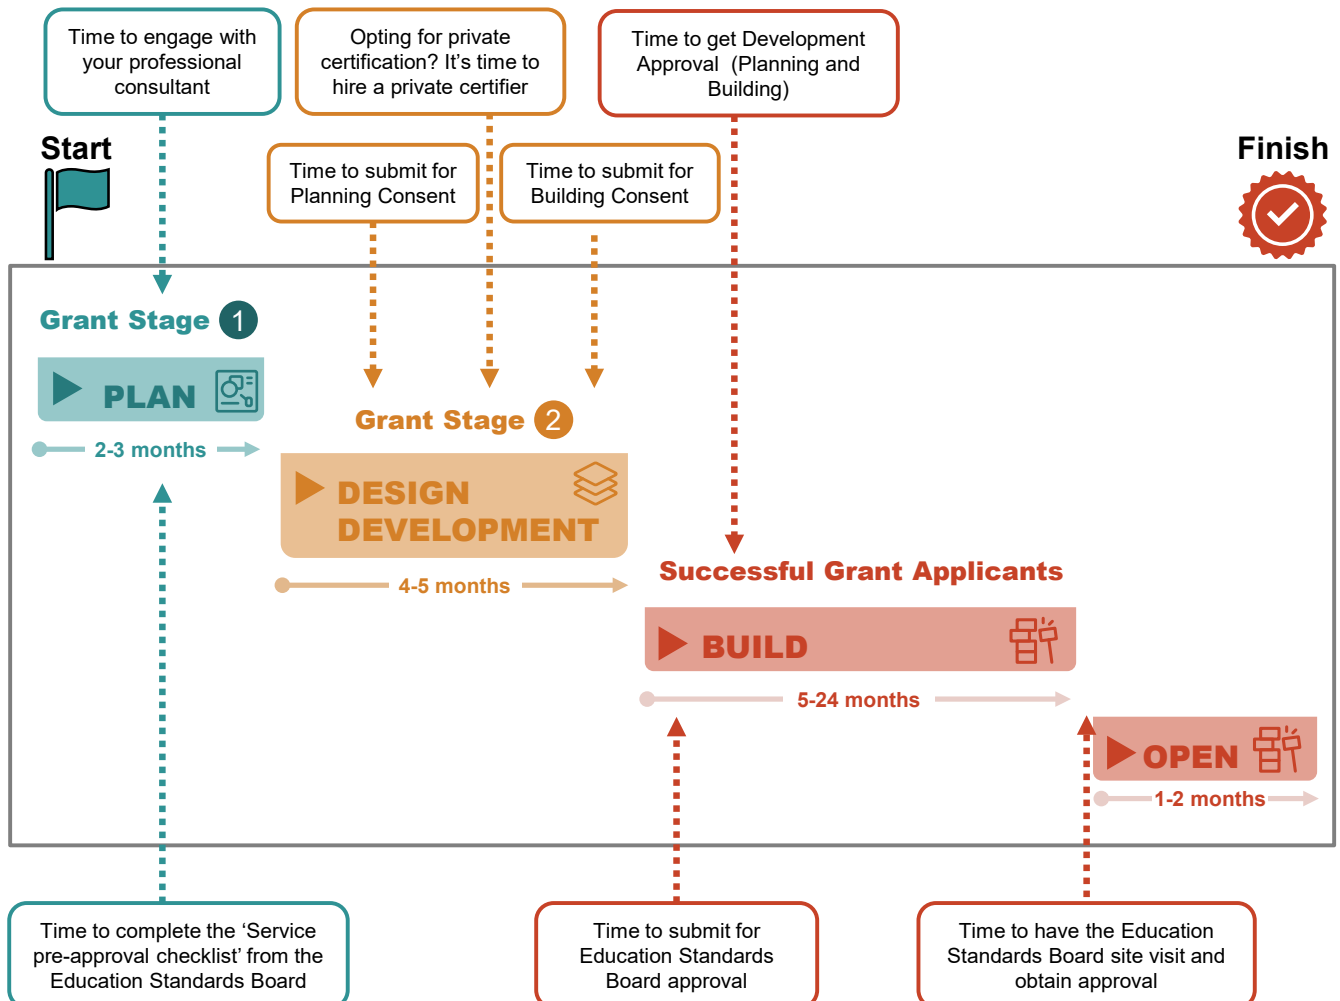 Time to engage with
your professional
consultant
Opting for private
certification? It's time to
hire a private certifier
Time to get Development
Approval (Planning and
Building)
Start
Finish
Time to submit for
Planning Consent
Time to submit for
Building Consent
Grant Stage 1
PLAN
2-3 months
Grant Stage 2
DESIGN
DEVELOPMENT
4-5 months
Successful Grant Applicants
BUILD
5-24 months
OPEN
1-2 months
Time to complete the ‘Service
pre-approval checklist’ from the
Education Standards Board
Time to submit for
Education Standards
Board approval
Time to have the Education
Standards Board site visit and
obtain approval